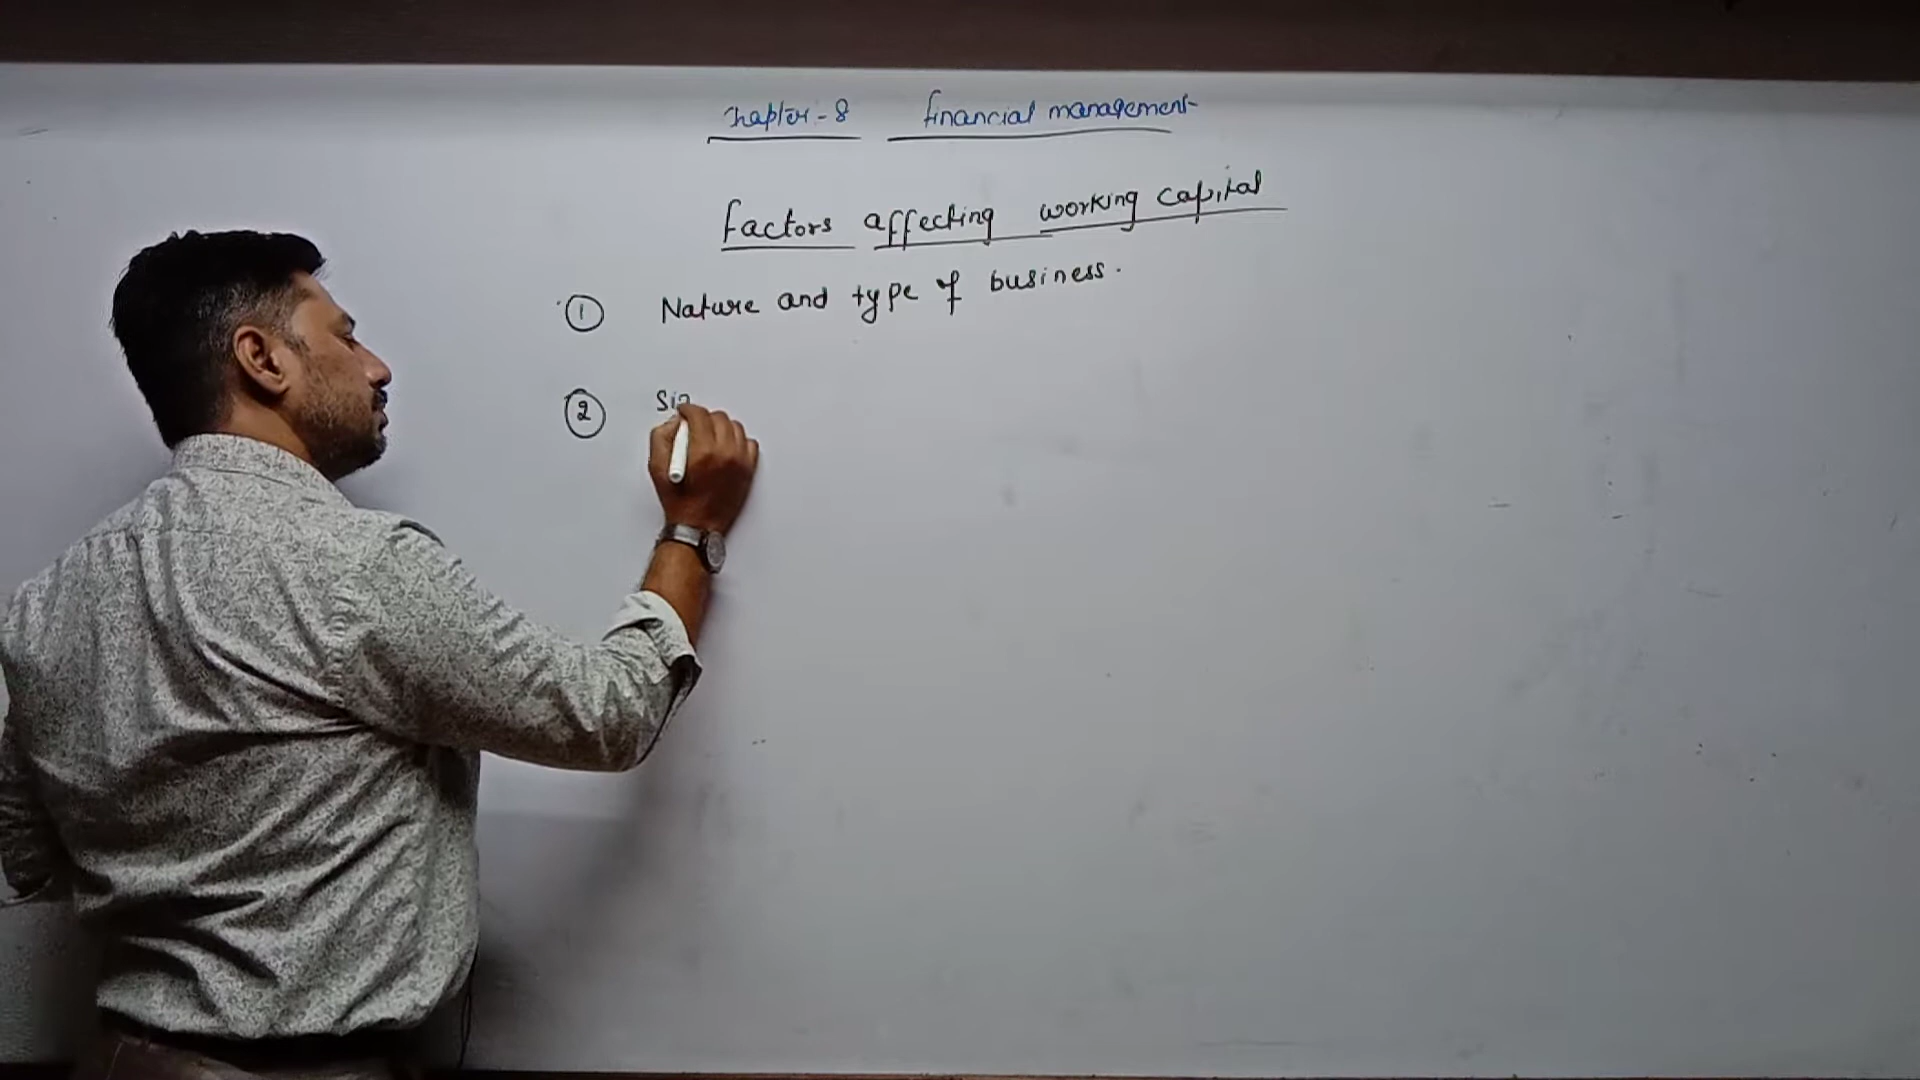 Chapter - 8 financial management
factors affecting working capital
① Nature and type of business.
②